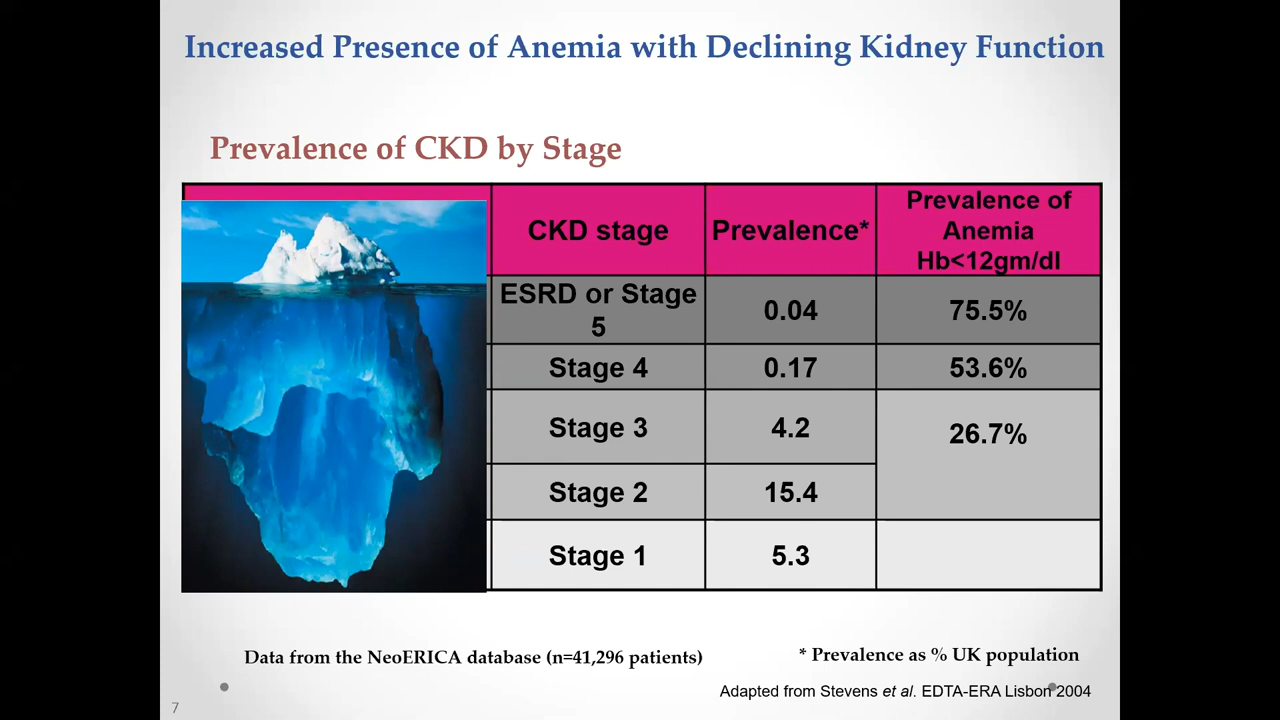 Increased Presence of Anemia with Declining Kidney Function
Prevalence of CKD by Stage
CKD stage
Prevalence*
Prevalence of
Anemia
Hb<12gm/dl
ESRD or Stage
5
0.04
75.5%
Stage 4
0.17
53.6%
Stage 3
4.2
26.7%
Stage 2
15.4
Stage 1
5.3
Data from the NeoERICA database (n=41,296 patients)
* Prevalence as % UK population
Adapted from Stevens et al. EDTA-ERA Lisbon 2004
7